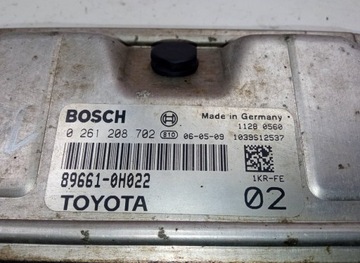 BOSCH Made in Germany
1128 0560
0 261 208 702 06-05-09 1039S12537
89661-0H022 1KR-FE
TOYOTA 02